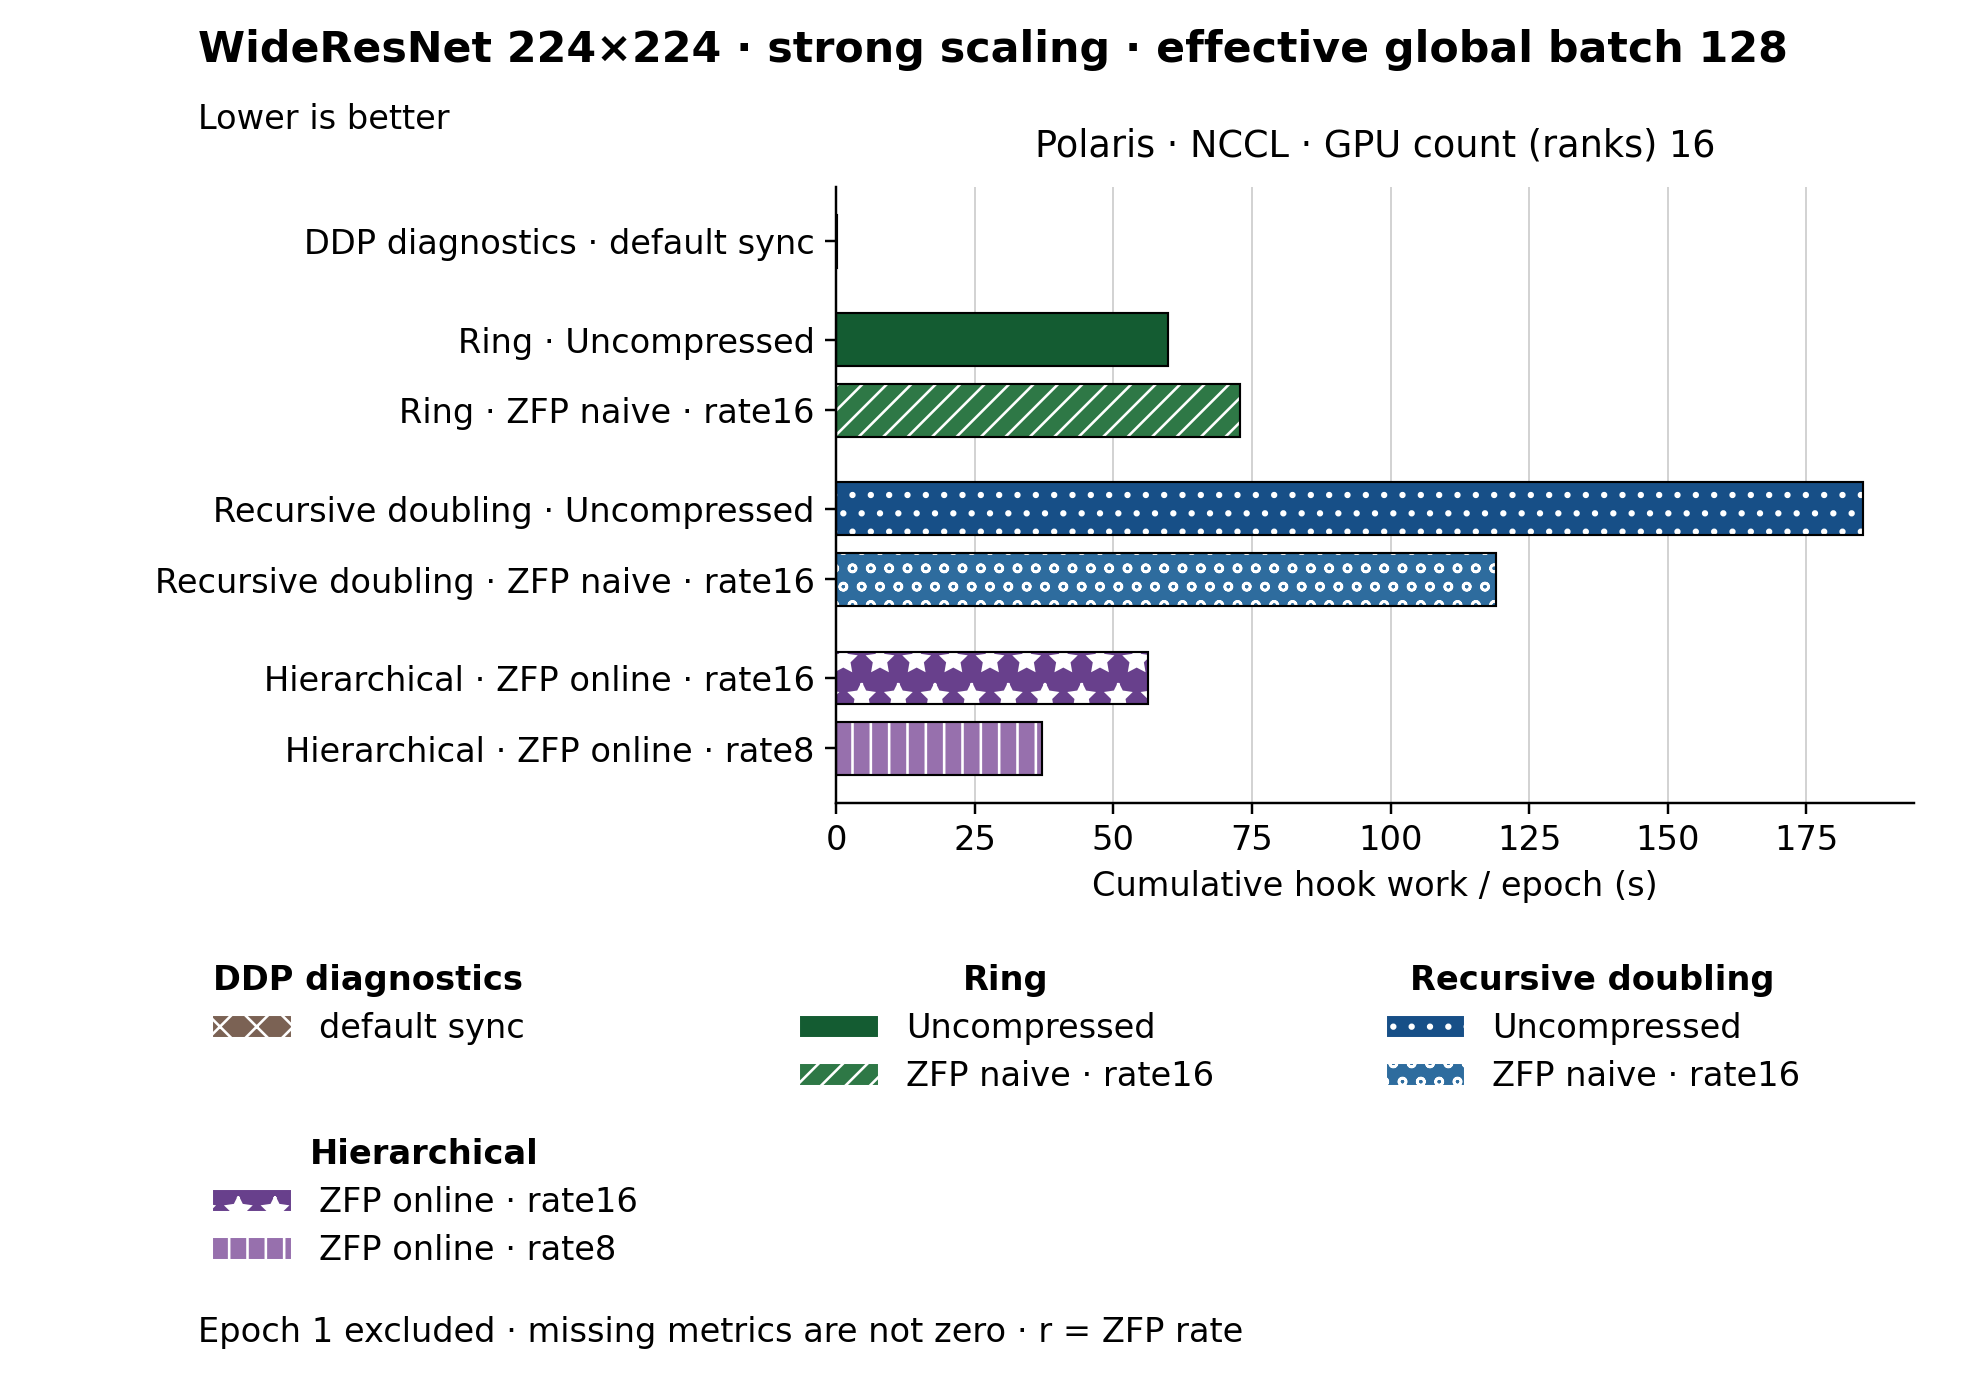 WideResNet 224×224 · strong scaling · effective global batch 128
Lower is better
Polaris · NCCL · GPU count (ranks) 16
DDP diagnostics · default sync
Ring · Uncompressed
Ring · ZFP naive · rate16
Recursive doubling · Uncompressed
Recursive doubling · ZFP naive · rate16
Hierarchical · ZFP online · rate16
Hierarchical · ZFP online · rate8
0 25 50 75 100 125 150 175
Cumulative hook work / epoch (s)
DDP diagnostics
default sync
Ring
Uncompressed
ZFP naive · rate16
Recursive doubling
Uncompressed
ZFP naive · rate16
Hierarchical
ZFP online · rate16
ZFP online · rate8
Epoch 1 excluded · missing metrics are not zero · r = ZFP rate